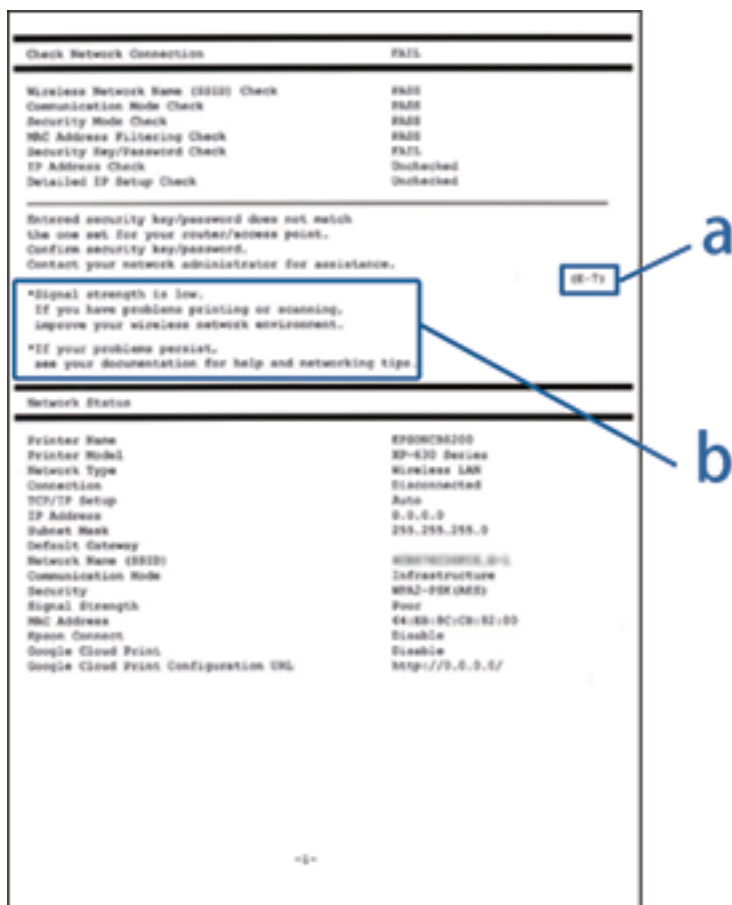 Check Network Connection FAIL
Wireless Network Name (SSID) Check PASS
Communication Mode Check PASS
Security Mode Check PASS
MAC Address Filtering Check PASS
Security Key/Password Check FAIL
IP Address Check Unchecked
Detailed IP Setup Check Unchecked
Entered security key/password does not match
the one set for your router/access point.
Confirm security key/password.
Contact your network administrator for assistance.
(E-7)
a
*Signal strength is low.
If you have problems printing or scanning,
improve your wireless network environment.
*If your problems persist,
see your documentation for help and networking tips.
b
Network Status
Printer Name
Printer Model XP-630 Series
Network Type Wireless LAN
Connection Disconnected
TCP/IP Setup Auto
IP Address 0.0.0.0
Subnet Mask 255.255.255.0
Default Gateway
Network Name (SSID)
Communication Mode Infrastructure
Security WPA2-PSK(AES)
Signal Strength Poor
MAC Address
Epson Connect Disable
Google Cloud Print Disable
Google Cloud Print Configuration URL http://0.0.0.0/
-1-